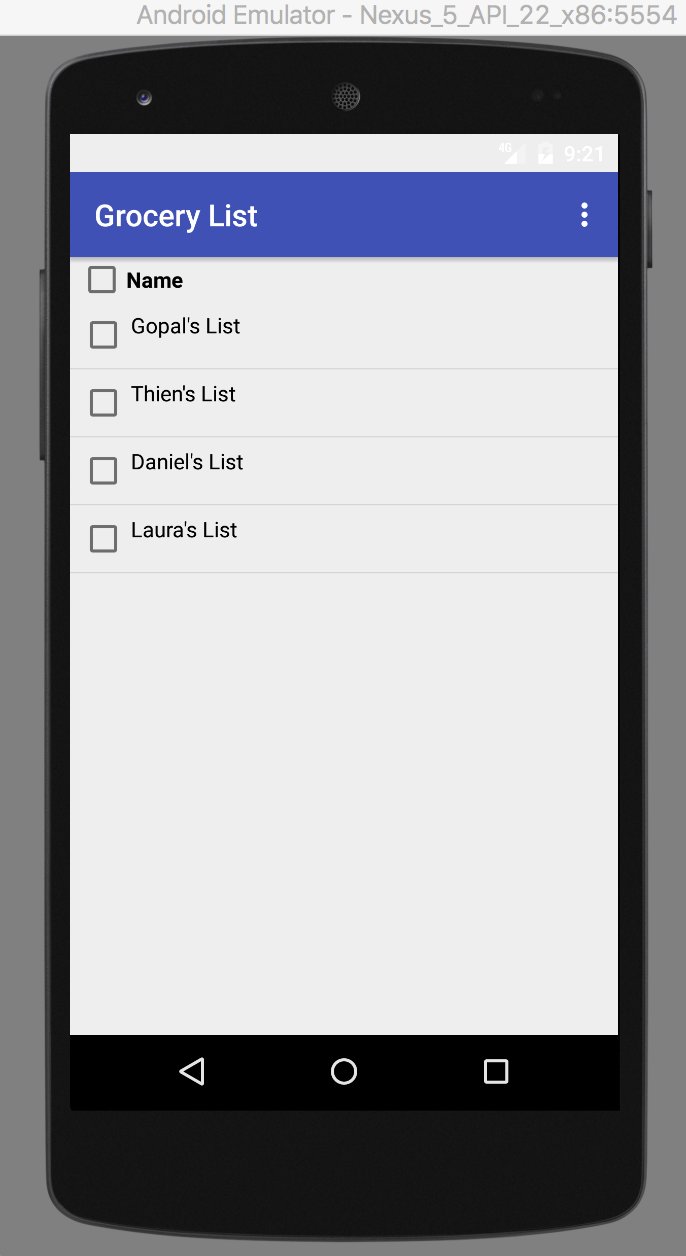 Android Emulator - Nexus_5_API_22_x86:5554
4G 9:21
Grocery List
Name
Gopal's List
Thien's List
Daniel's List
Laura's List